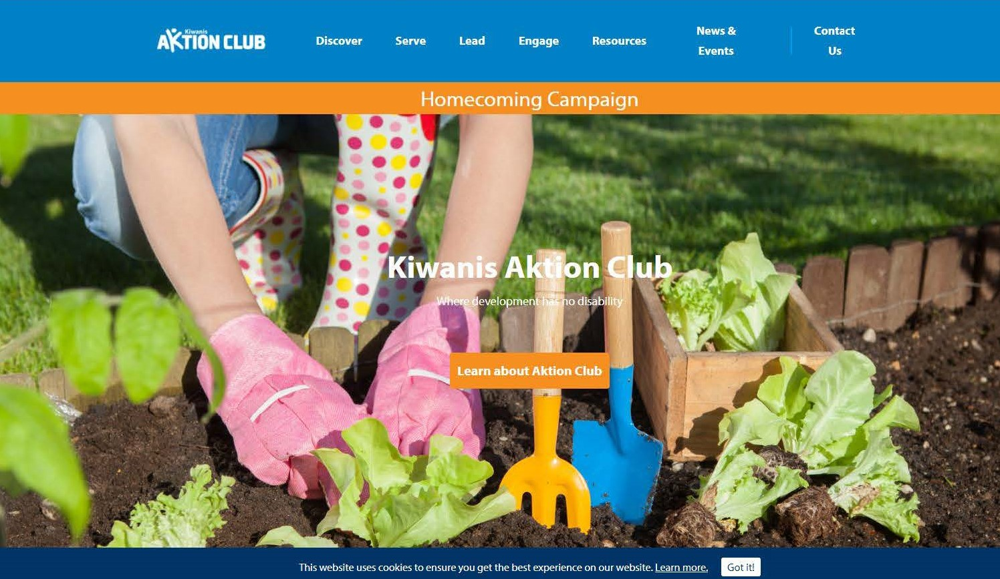 Kiwanis
AKTION CLUB
Discover
Serve
Lead
Engage
Resources
News &
Events
Contact
Us
Homecoming Campaign
Kiwanis Aktion Club
Where development has no disability
Learn about Aktion Club
This website uses cookies to ensure you get the best experience on our website. Learn more.
Got it!